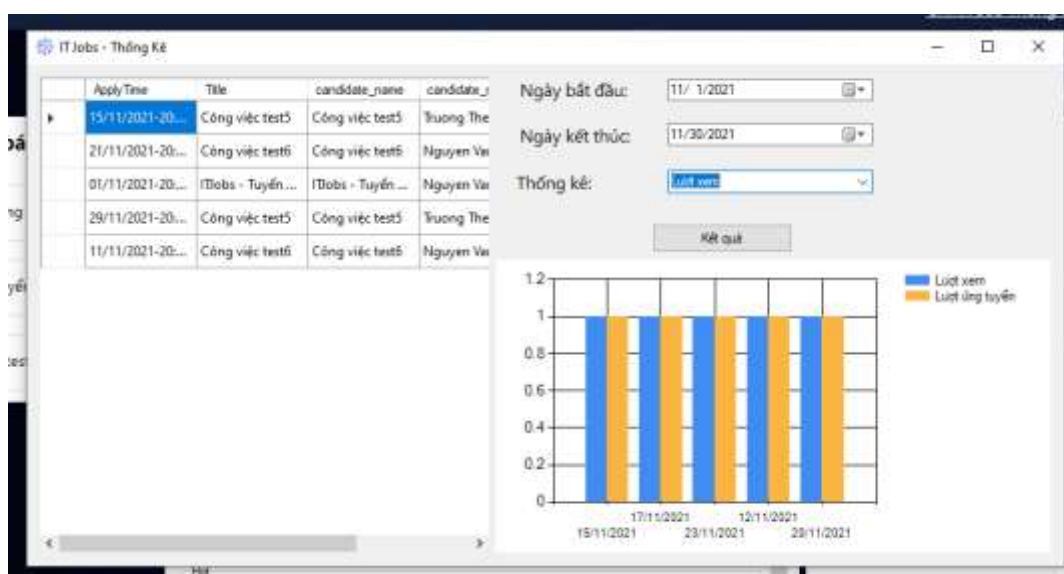 ITJobs - Thống Kê
ApplyTime Title candidate_name candidate_r
15/11/2021-20:... Công việc test5 Công việc test5 Truong The
21/11/2021-20:... Công việc test6 Công việc test6 Nguyen Van
01/11/2021-20:... ITJobs - Tuyển ... ITJobs - Tuyển ... Nguyen Van
29/11/2021-20:... Công việc test5 Công việc test5 Truong The
11/11/2021-20:... Công việc test6 Công việc test6 Nguyen Van
Ngày bắt đầu: 11/ 1/2021
Ngày kết thúc: 11/30/2021
Thống kê: Lượt xem
Kết quả
1.2
1
0.8
0.6
0.4
0.2
0
17/11/2021 12/11/2021
15/11/2021 23/11/2021 29/11/2021
Lượt xem
Lượt ứng tuyển